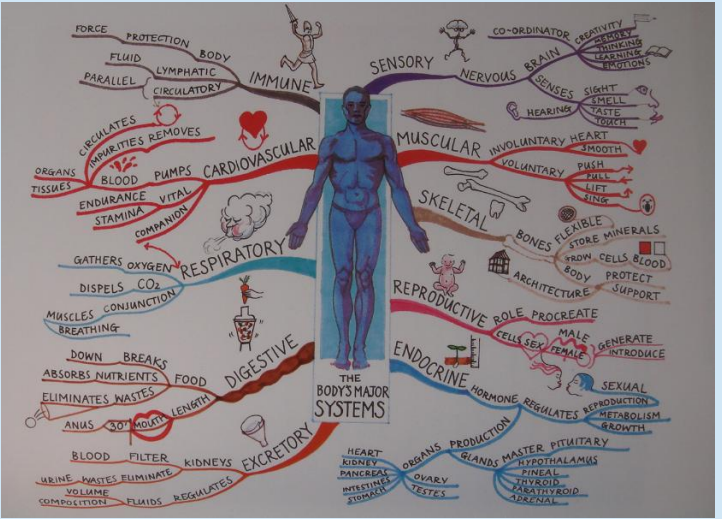 THE
BODY'S MAJOR
SYSTEMS
SENSORY
NERVOUS
BRAIN
CO-ORDINATOR
CREATIVITY
MEMORY
THINKING
LEARNING
EMOTIONS
SENSES
SIGHT
SMELL
TASTE
TOUCH
HEARING
MUSCULAR
INVOLUNTARY
HEART
SMOOTH
VOLUNTARY
PUSH
PULL
LIFT
SING
SKELETAL
BONES
FLEXIBLE
STORE MINERALS
GROW CELLS BLOOD
BODY PROTECT
ARCHITECTURE SUPPORT
REPRODUCTIVE
ROLE PROCREATE
CELLS SEX
MALE
FEMALE
GENERATE
INTRODUCE
ENDOCRINE
HORMONE REGULATES
SEXUAL
REPRODUCTION
METABOLISM
GROWTH
PRODUCTION
GLANDS MASTER PITUITARY
HYPOTHALAMUS
PINEAL
THYROID
PARATHYROID
ADRENAL
ORGANS
HEART
KIDNEY
PANCREAS
INTESTINES
STOMACH
OVARY
TESTES
EXCRETORY
KIDNEYS
FILTER BLOOD
ELIMINATE WASTES URINE
REGULATES FLUIDS
VOLUME
COMPOSITION
DIGESTIVE
FOOD
BREAKS DOWN
ABSORBS NUTRIENTS
ELIMINATES WASTES
LENGTH
30' MOUTH
ANUS
RESPIRATORY
GATHERS OXYGEN
DISPELS CO2
CONJUNCTION
MUSCLES
BREATHING
CARDIOVASCULAR
PUMPS BLOOD
CIRCULATES
IMPURITIES REMOVES
ORGANS
TISSUES
VITAL
ENDURANCE
STAMINA
COMPANION
IMMUNE
BODY PROTECTION FORCE
LYMPHATIC FLUID
CIRCULATORY PARALLEL